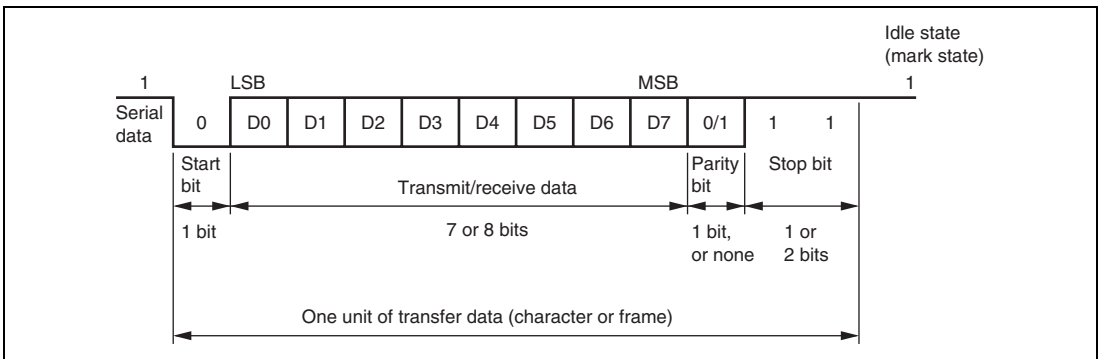 Idle state
(mark state)
1 LSB MSB 1
Serial
data
0 D0 D1 D2 D3 D4 D5 D6 D7 0/1 1 1
Start
bit
Transmit/receive data
Parity
bit
Stop bit
1 bit
7 or 8 bits
1 bit,
or none
1 or
2 bits
One unit of transfer data (character or frame)